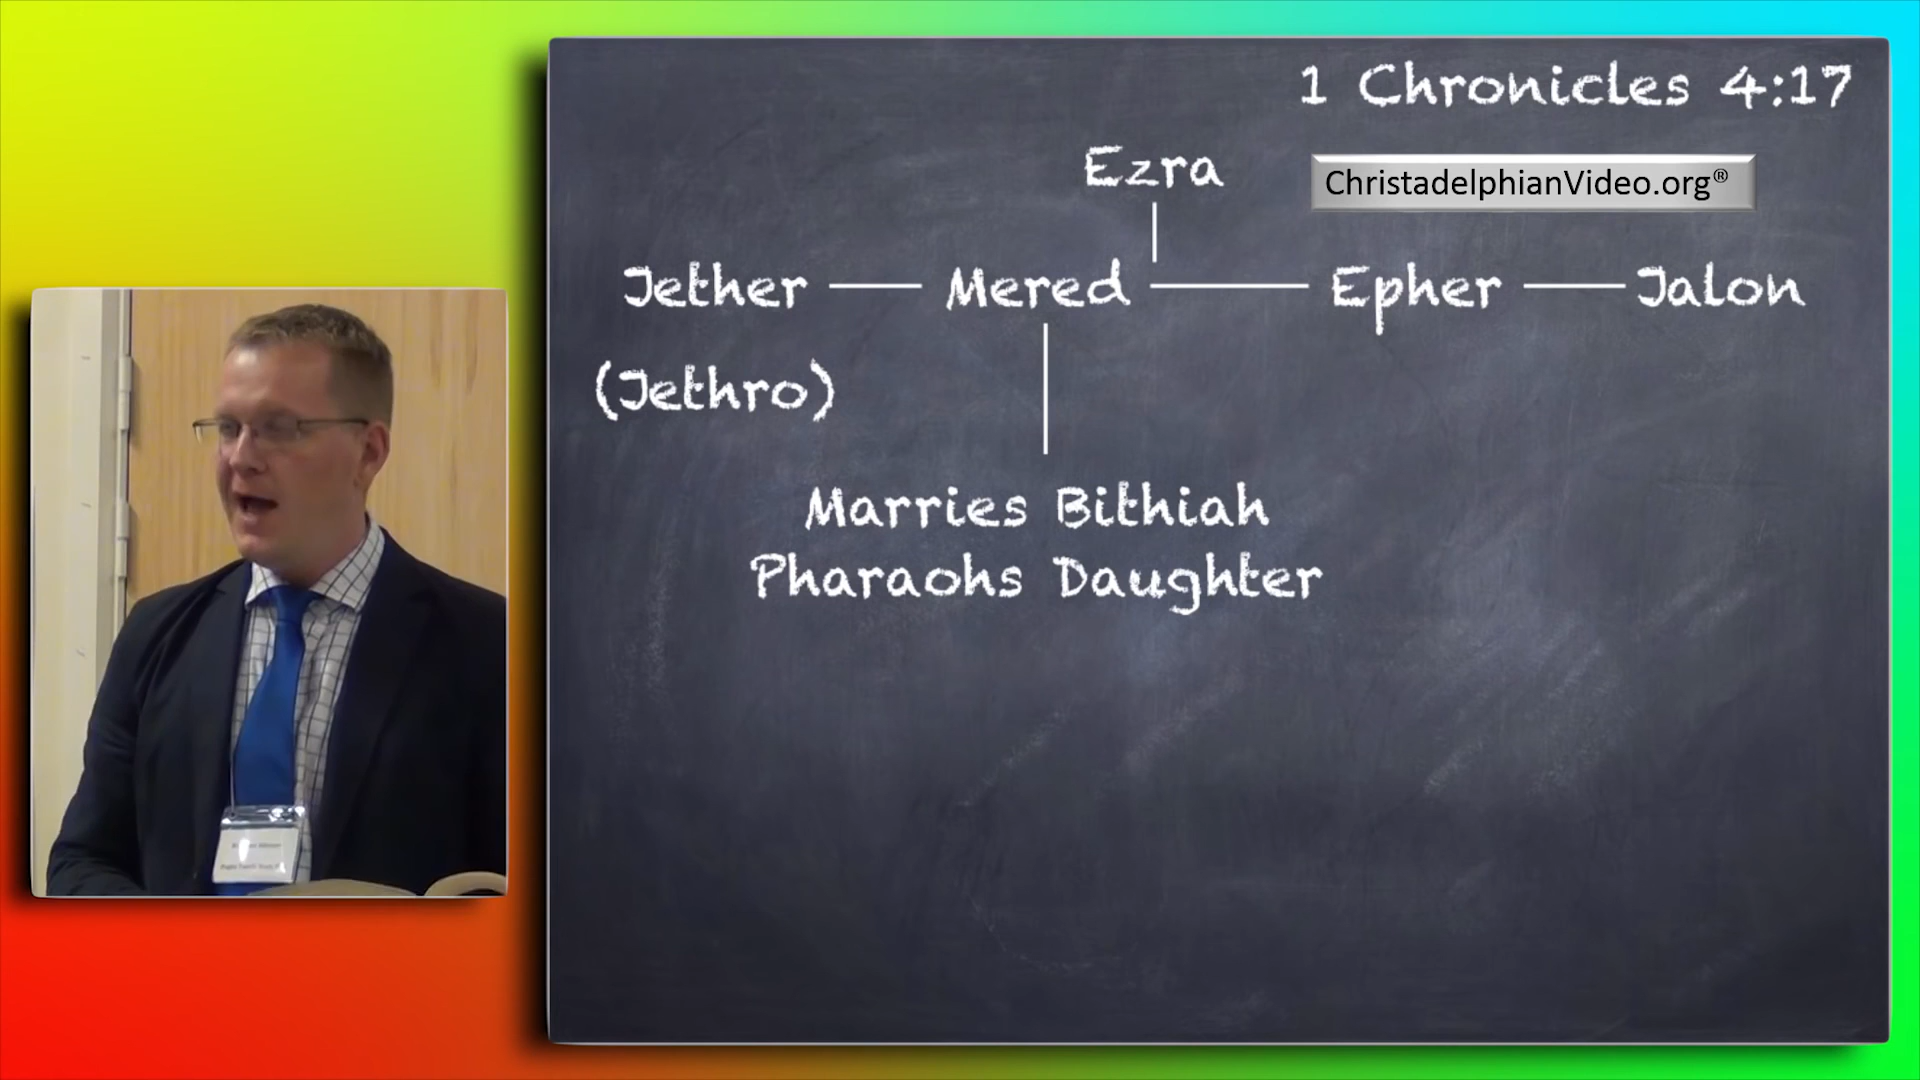 1 Chronicles 4:17
Ezra
ChristadelphianVideo.org®
Jether Mered Epher Jalon
(Jethro)
Marries Bithiah
Pharaohs Daughter